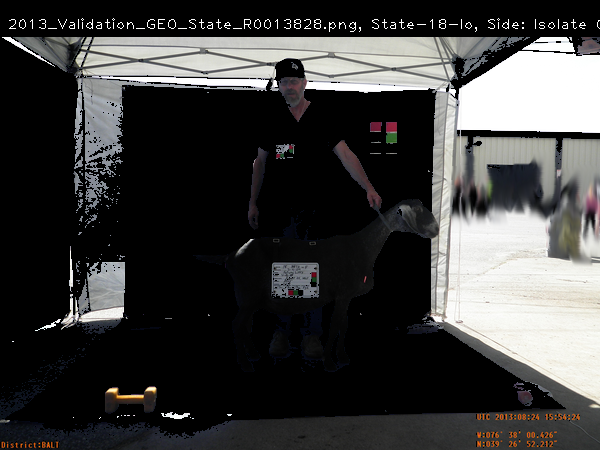 2013_Validation_GEO_State_R0013828.png, State-18-lo, Side: Isolate
UTC 2013:08:24 15:54:24
W:076° 38' 00.426"
N:039° 26' 52.212"
District:BALT